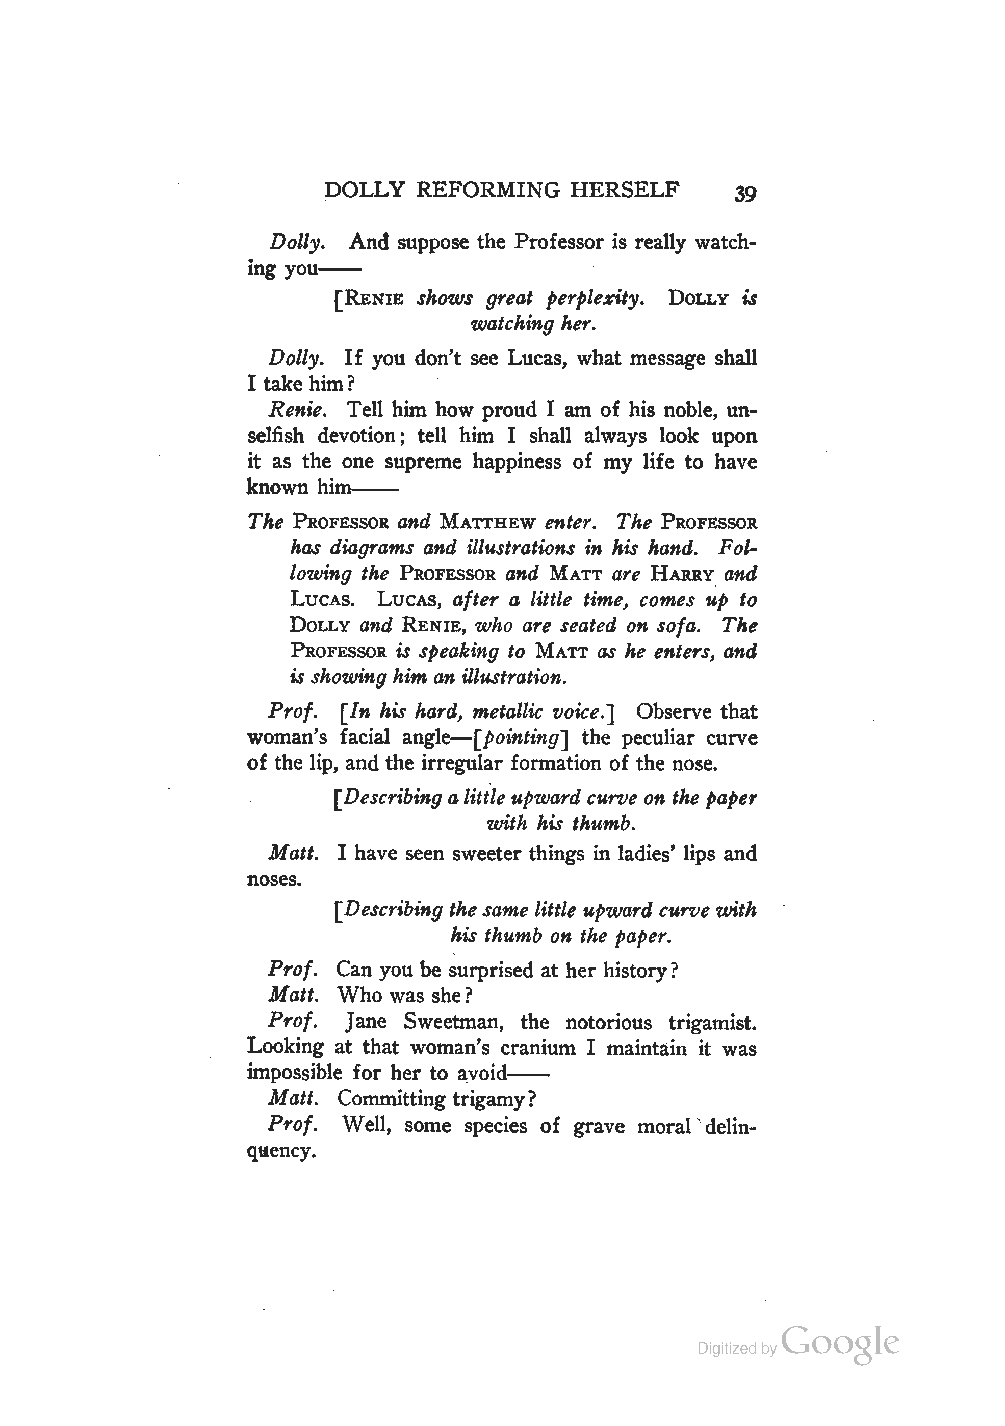 DOLLY REFORMING HERSELF 39
Dolly. And suppose the Professor is really watch-
ing you——
[RENIE shows great perplexity. DOLLY is
watching her.
Dolly. If you don't see Lucas, what message shall
I take him?
Renie. Tell him how proud I am of his noble, un-
selfish devotion; tell him I shall always look upon
it as the one supreme happiness of my life to have
known him——
The PROFESSOR and MATTHEW enter. The PROFESSOR
has diagrams and illustrations in his hand. Fol-
lowing the PROFESSOR and MATT are HARRY and
LUCAS. LUCAS, after a little time, comes up to
DOLLY and RENIE, who are seated on sofa. The
PROFESSOR is speaking to MATT as he enters, and
is showing him an illustration.
Prof. [In his hard, metallic voice.] Observe that
woman's facial angle—[pointing] the peculiar curve
of the lip, and the irregular formation of the nose.
[Describing a little upward curve on the paper
with his thumb.
Matt. I have seen sweeter things in ladies' lips and
noses.
[Describing the same little upward curve with
his thumb on the paper.
Prof. Can you be surprised at her history?
Matt. Who was she?
Prof. Jane Sweetman, the notorious trigamist.
Looking at that woman's cranium I maintain it was
impossible for her to avoid——
Matt. Committing trigamy?
Prof. Well, some species of grave moral delin-
quency.
Digitized by Google